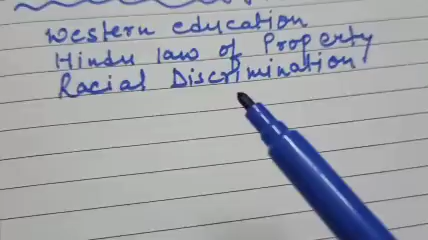 Western education
Hindu law of Property
Racial Discrimination